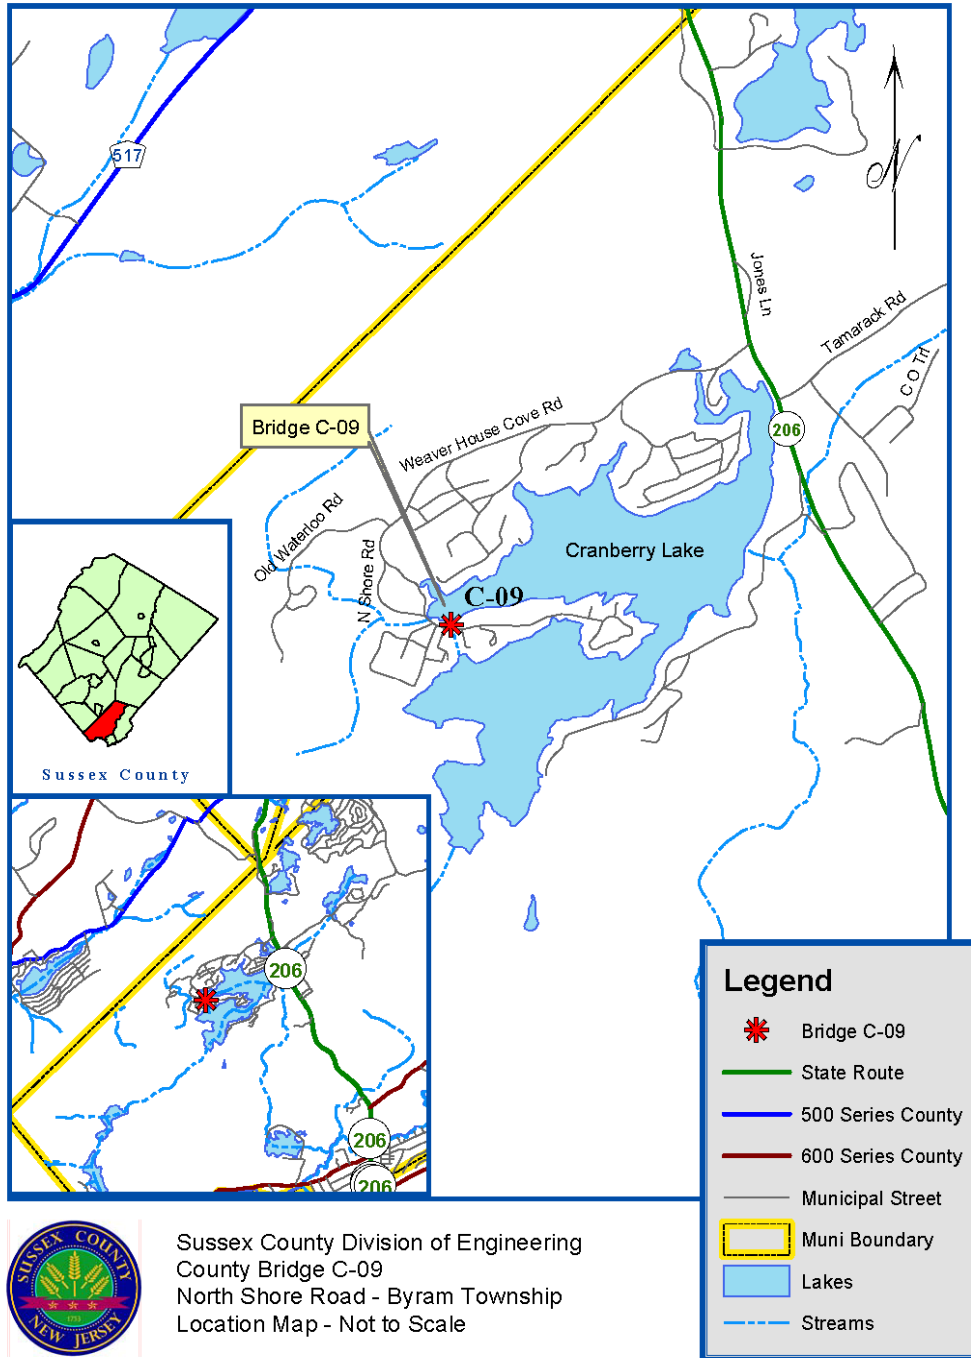 517
Jones Ln
Tamarack Rd
C O Trl
206
Bridge C-09
Weaver House Cove Rd
Old Waterloo Rd
N Shore Rd
Cranberry Lake
C-09
Sussex County
206
206
206
Legend
Bridge C-09
State Route
500 Series County
600 Series County
Municipal Street
Muni Boundary
Lakes
Streams
SUSSEX COUNTY
1753
NEW JERSEY
Sussex County Division of Engineering
County Bridge C-09
North Shore Road - Byram Township
Location Map - Not to Scale
N